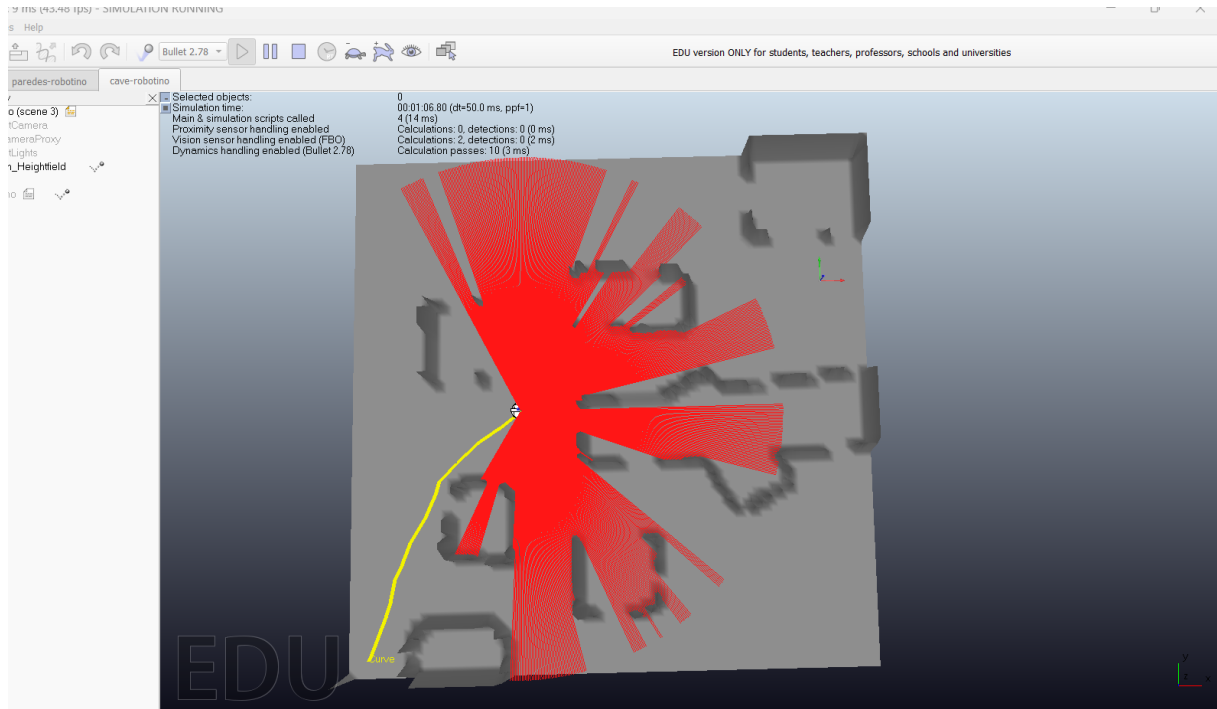 : 9 ms (43.48 fps) - SIMULATION RUNNING
s Help
Bullet 2.78
EDU version ONLY for students, teachers, professors, schools and universities
paredes-robotino
cave-robotino
Selected objects: 0
Simulation time: 00:01:06.80 (dt=50.0 ms, ppf=1)
Main & simulation scripts called 4 (14 ms)
Proximity sensor handling enabled Calculations: 0, detections: 0 (0 ms)
Vision sensor handling enabled (FBO) Calculations: 2, detections: 0 (2 ms)
Dynamics handling enabled (Bullet 2.78) Calculation passes: 10 (3 ms)
y
o (scene 3)
tCamera
ameraProxy
tLights
n_Heightfield
no
Curve
EDU
y
z x